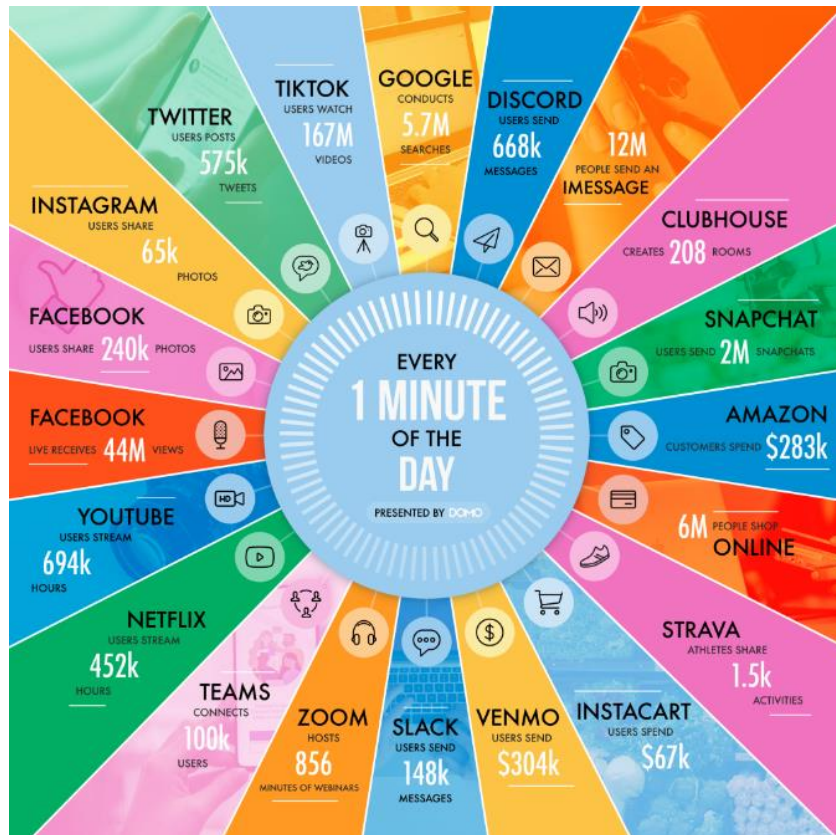 EVERY
1 MINUTE
OF THE
DAY
PRESENTED BY DOMO
GOOGLE
CONDUCTS
5.7M
SEARCHES
DISCORD
USERS SEND
668k
MESSAGES
12M
PEOPLE SEND AN
IMESSAGE
CLUBHOUSE
CREATES 208 ROOMS
SNAPCHAT
USERS SEND 2M SNAPCHATS
AMAZON
CUSTOMERS SPEND $283k
6M PEOPLE SHOP
ONLINE
STRAVA
ATHLETES SHARE
1.5k
ACTIVITIES
INSTACART
USERS SPEND
$67k
VENMO
USERS SEND
$304k
SLACK
USERS SEND
148k
MESSAGES
ZOOM
HOSTS
856
MINUTES OF WEBINARS
TEAMS
CONNECTS
100k
USERS
NETFLIX
USERS STREAM
452k
HOURS
YOUTUBE
USERS STREAM
694k
HOURS
FACEBOOK
LIVE RECEIVES 44M VIEWS
FACEBOOK
USERS SHARE 240k PHOTOS
INSTAGRAM
USERS SHARE
65k
PHOTOS
TWITTER
USERS POSTS
575k
TWEETS
TIKTOK
USERS WATCH
167M
VIDEOS
HD